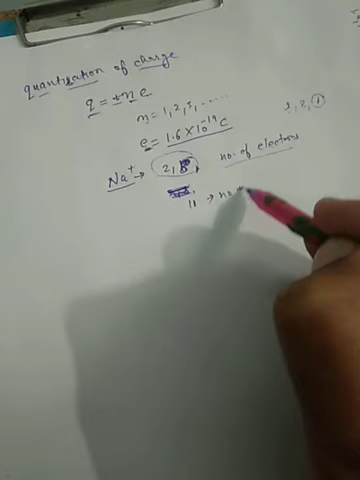 quantization of charge
q = ±n e
n = 1, 2, 3, ......
e = 1.6 × 10⁻¹⁹ C
2, 8, 1
Na⁺ → 2, 8,
no. of electrons
11 → no.